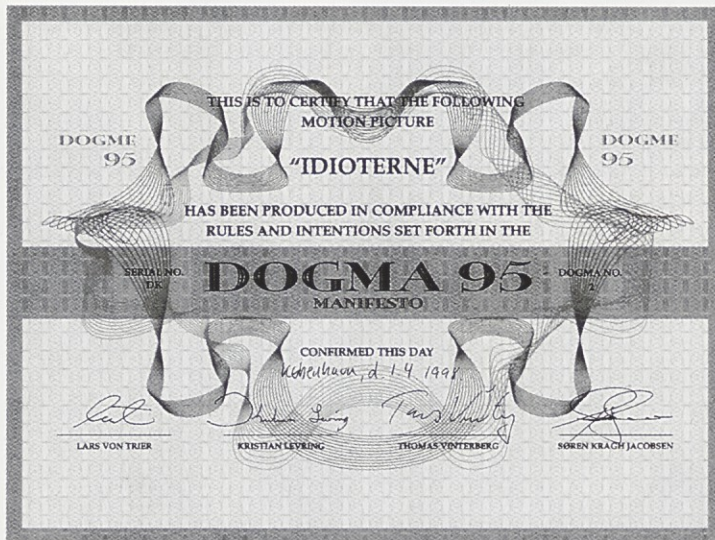 THIS IS TO CERTIFY THAT THE FOLLOWING
MOTION PICTURE
DOGME
95
DOGME
95
"IDIOTERNE"
HAS BEEN PRODUCED IN COMPLIANCE WITH THE
RULES AND INTENTIONS SET FORTH IN THE
SERIAL NO.
DK
DOGMA 95
MANIFESTO
DOGMA NO.
2
CONFIRMED THIS DAY
København, d. 1.4 1998
LARS VON TRIER
KRISTIAN LEVRING
THOMAS VINTERBERG
SØREN KRAGH JACOBSEN